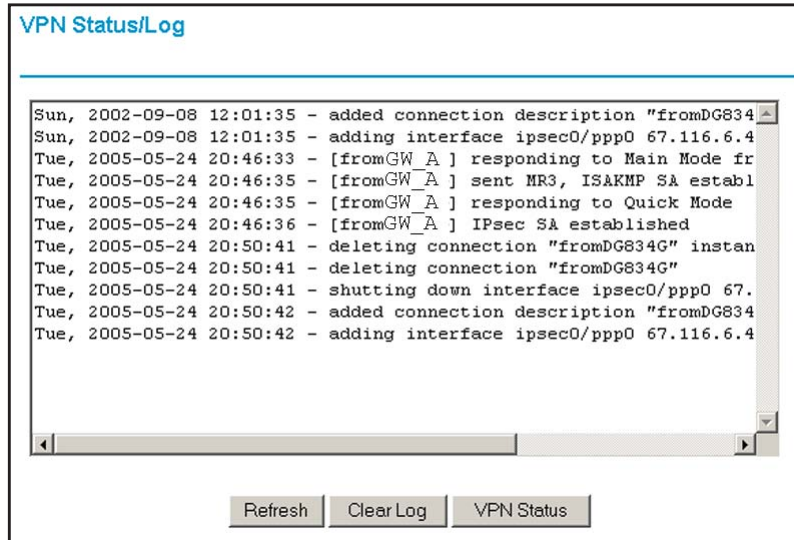 VPN Status/Log
Sun, 2002-09-08 12:01:35 - added connection description "fromDG834
Sun, 2002-09-08 12:01:35 - adding interface ipsec0/ppp0 67.116.6.4
Tue, 2005-05-24 20:46:33 - [fromGW_A ] responding to Main Mode fr
Tue, 2005-05-24 20:46:35 - [fromGW_A ] sent MR3, ISAKMP SA establ
Tue, 2005-05-24 20:46:35 - [fromGW_A ] responding to Quick Mode
Tue, 2005-05-24 20:46:36 - [fromGW_A ] IPsec SA established
Tue, 2005-05-24 20:50:41 - deleting connection "fromDG834G" instan
Tue, 2005-05-24 20:50:41 - deleting connection "fromDG834G"
Tue, 2005-05-24 20:50:41 - shutting down interface ipsec0/ppp0 67.
Tue, 2005-05-24 20:50:42 - added connection description "fromDG834
Tue, 2005-05-24 20:50:42 - adding interface ipsec0/ppp0 67.116.6.4
Refresh Clear Log VPN Status